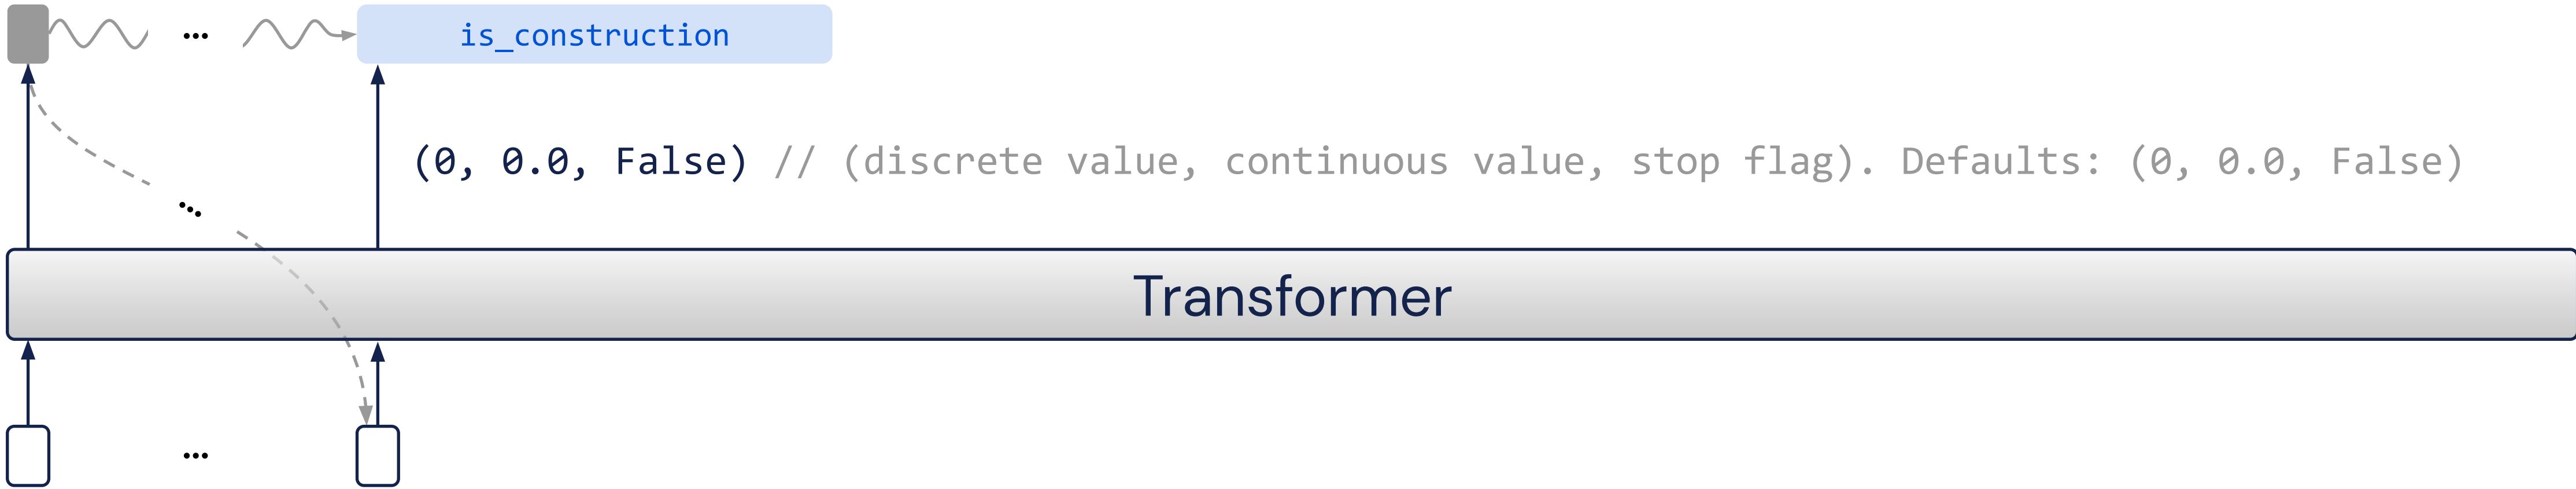 ... is_construction
(0, 0.0, False) // (discrete value, continuous value, stop flag). Defaults: (0, 0.0, False)
...
Transformer
...